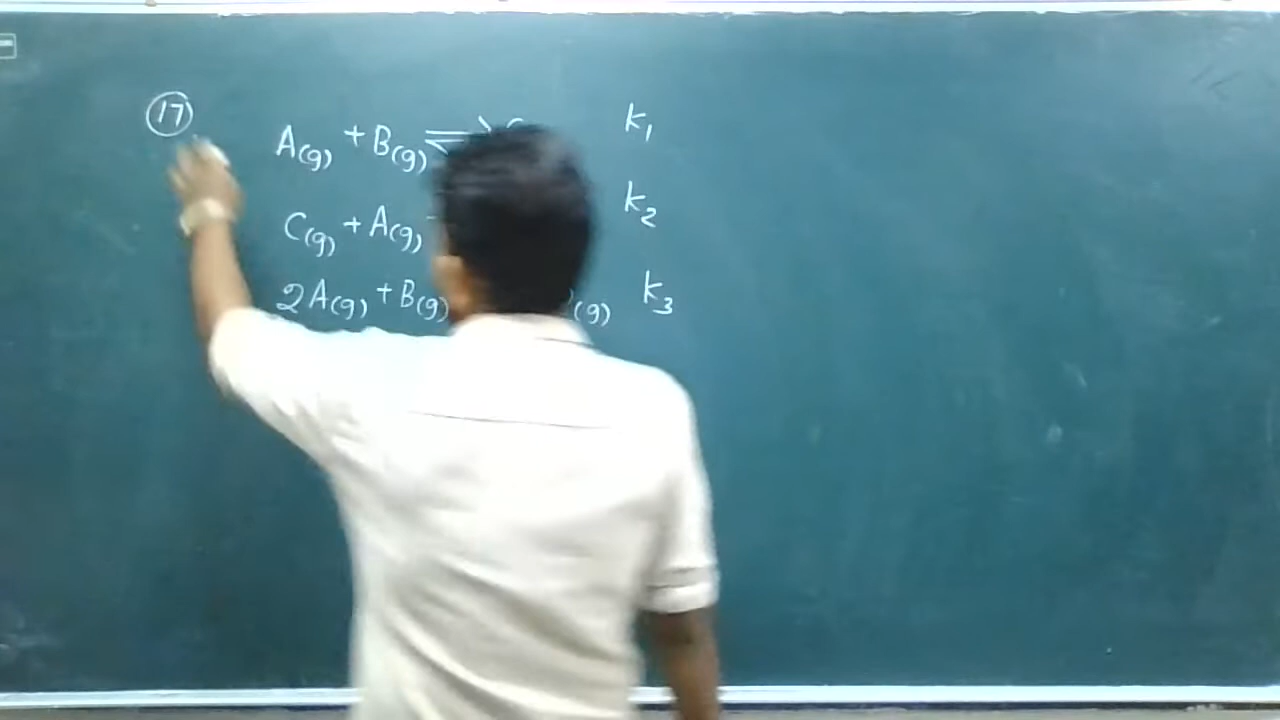 17
A(g) + B(g) ⇌ K1
C(g) + A(g) K2
2A(g) + B(g) (g) K3